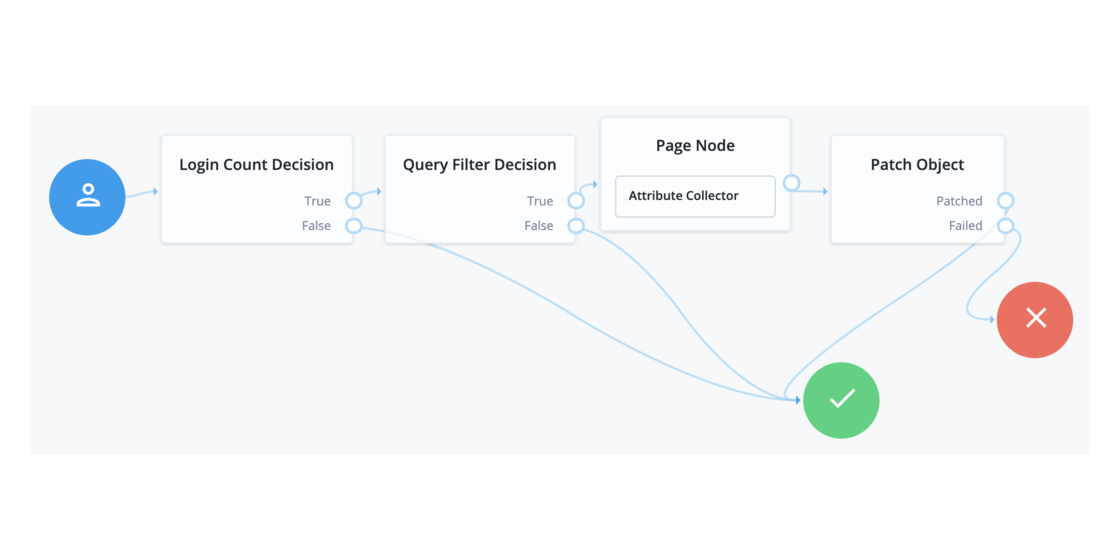 Login Count Decision
True
False
Query Filter Decision
True
False
Page Node
Attribute Collector
Patch Object
Patched
Failed